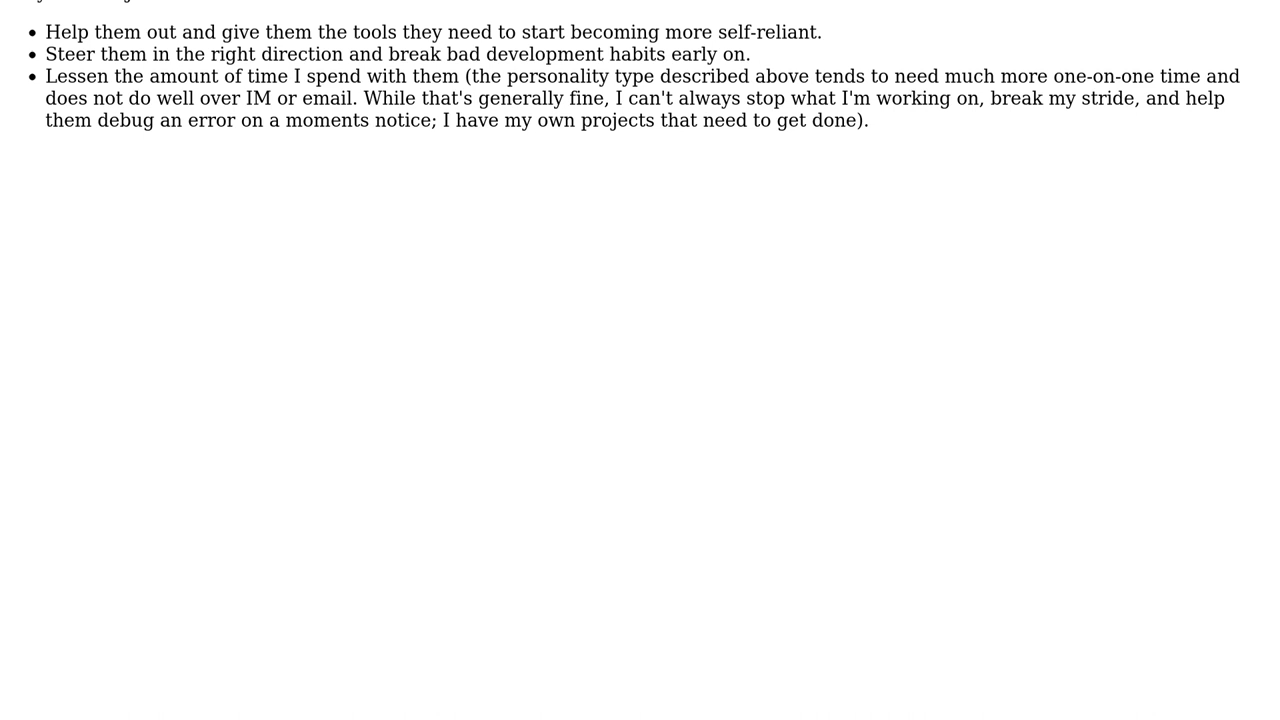 • Help them out and give them the tools they need to start becoming more self-reliant.
• Steer them in the right direction and break bad development habits early on.
• Lessen the amount of time I spend with them (the personality type described above tends to need much more one-on-one time and
does not do well over IM or email. While that's generally fine, I can't always stop what I'm working on, break my stride, and help
them debug an error on a moments notice; I have my own projects that need to get done).